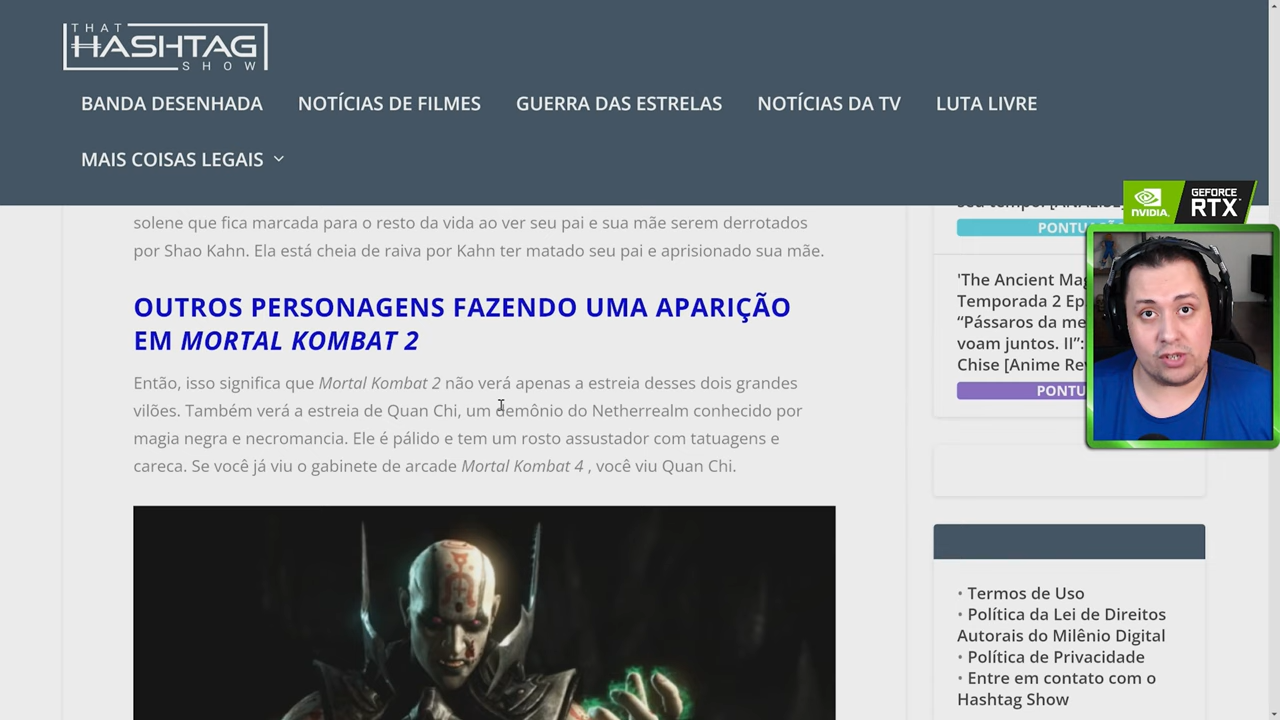 THAT
HASHTAG
SHOW
BANDA DESENHADA
NOTÍCIAS DE FILMES
GUERRA DAS ESTRELAS
NOTÍCIAS DA TV
LUTA LIVRE
MAIS COISAS LEGAIS
solene que fica marcada para o resto da vida ao ver seu pai e sua mãe serem derrotados
por Shao Kahn. Ela está cheia de raiva por Kahn ter matado seu pai e aprisionado sua mãe.
OUTROS PERSONAGENS FAZENDO UMA APARIÇÃO
EM MORTAL KOMBAT 2
Então, isso significa que Mortal Kombat 2 não verá apenas a estreia desses dois grandes
vilões. Também verá a estreia de Quan Chi, um demônio do Netherrealm conhecido por
magia negra e necromancia. Ele é pálido e tem um rosto assustador com tatuagens e
careca. Se você já viu o gabinete de arcade Mortal Kombat 4 , você viu Quan Chi.
NVIDIA.
GEFORCE
RTX
'The Ancient Mag
Temporada 2 Ep
“Pássaros da me
voam juntos. II”:
Chise [Anime Rev
PONTU
• Termos de Uso
• Política da Lei de Direitos
Autorais do Milênio Digital
• Política de Privacidade
• Entre em contato com o
Hashtag Show